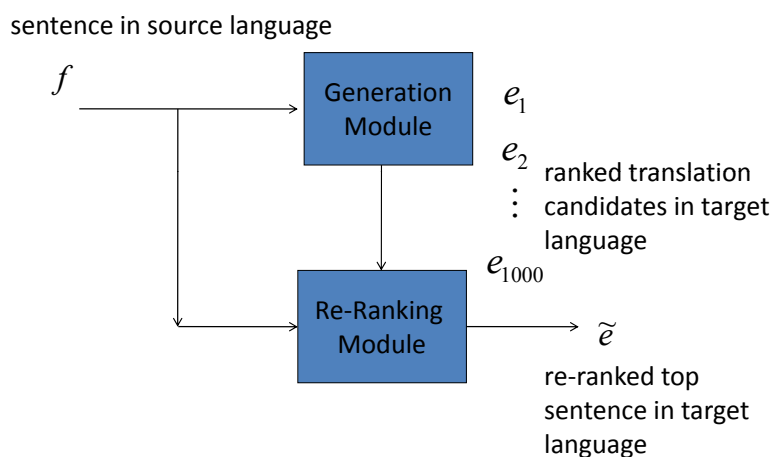 sentence in source language
f
Generation
Module
e₁
e₂
⋮
ranked translation
candidates in target
language
e₁₀₀₀
Re-Ranking
Module
ẽ
re-ranked top
sentence in target
language